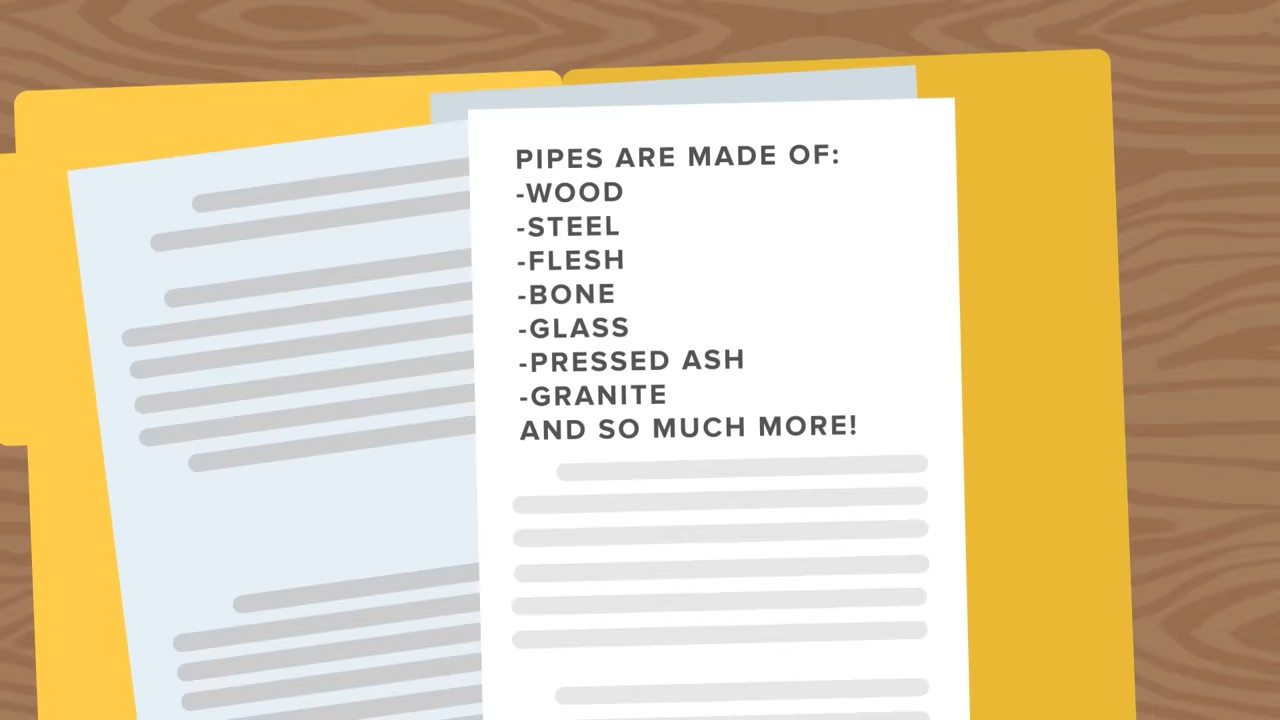 PIPES ARE MADE OF:
-WOOD
-STEEL
-FLESH
-BONE
-GLASS
-PRESSED ASH
-GRANITE
AND SO MUCH MORE!